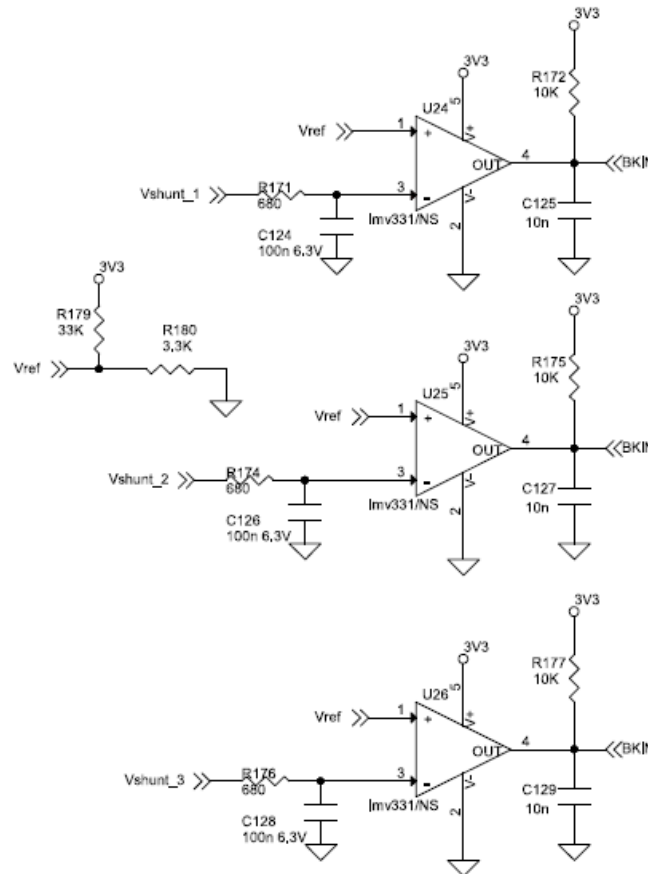 3V3
R172
10K
3V3
U24
5
V+
Vref
1
+
OUT
4
BKIN
Vshunt_1
R171
680
3
-
V-
2
lmv331/NS
C124
100n 6.3V
C125
10n
3V3
R179
33K
R180
3,3K
Vref
3V3
R175
10K
3V3
U25
5
V+
Vref
1
+
OUT
4
BKIN
Vshunt_2
R174
680
3
-
V-
2
lmv331/NS
C126
100n 6,3V
C127
10n
3V3
R177
10K
3V3
U26
5
V+
Vref
1
+
OUT
4
BKIN
Vshunt_3
R176
680
3
-
V-
2
lmv331/NS
C128
100n 6,3V
C129
10n